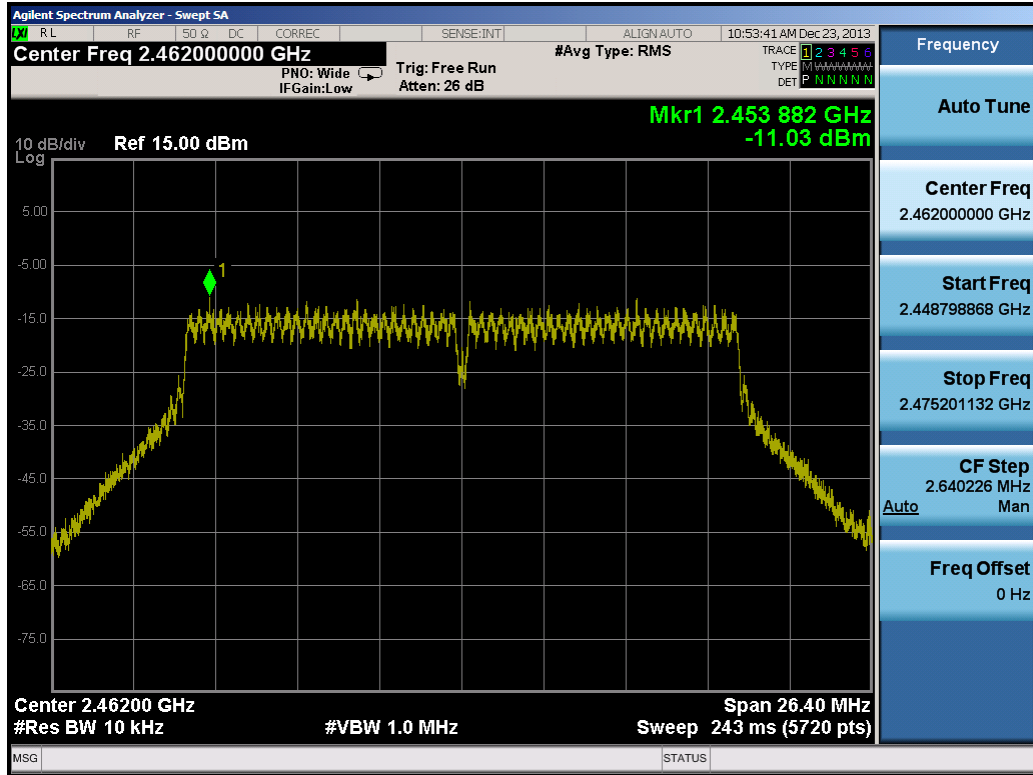 Agilent Spectrum Analyzer - Swept SA
LXI RL RF 50 Ω DC CORREC SENSE:INT ALIGN AUTO 10:53:41 AM Dec 23, 2013
Center Freq 2.462000000 GHz
PNO: Wide
IFGain:Low
Trig: Free Run
Atten: 26 dB
#Avg Type: RMS
TRACE 1 2 3 4 5 6
TYPE M WWWWW
DET P N N N N N
Mkr1 2.453 882 GHz
-11.03 dBm
10 dB/div Ref 15.00 dBm
Log
5.00
-5.00
-15.0
-25.0
-35.0
-45.0
-55.0
-65.0
-75.0
1
Center 2.46200 GHz Span 26.40 MHz
#Res BW 10 kHz #VBW 1.0 MHz Sweep 243 ms (5720 pts)
MSG STATUS
Frequency
Auto Tune
Center Freq
2.462000000 GHz
Start Freq
2.448798868 GHz
Stop Freq
2.475201132 GHz
CF Step
2.640226 MHz
Auto Man
Freq Offset
0 Hz